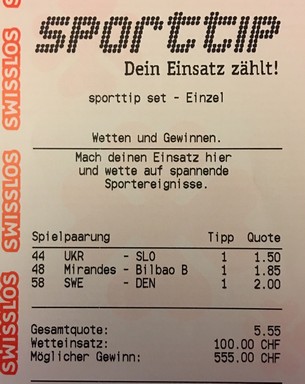 sporttip
Dein Einsatz zählt!
sporttip set - Einzel
Wetten und Gewinnen.
Mach deinen Einsatz hier
und wette auf spannende
Sportereignisse.
Spielpaarung Tipp Quote
44 UKR - SLO 1 1.50
48 Mirandes - Bilbao B 1 1.85
58 SWE - DEN 1 2.00
Gesamtquote: 5.55
Wetteinsatz: 100.00 CHF
Möglicher Gewinn: 555.00 CHF
SWISSLOS
SWISSLOS
SWISSLOS
SWISSLOS